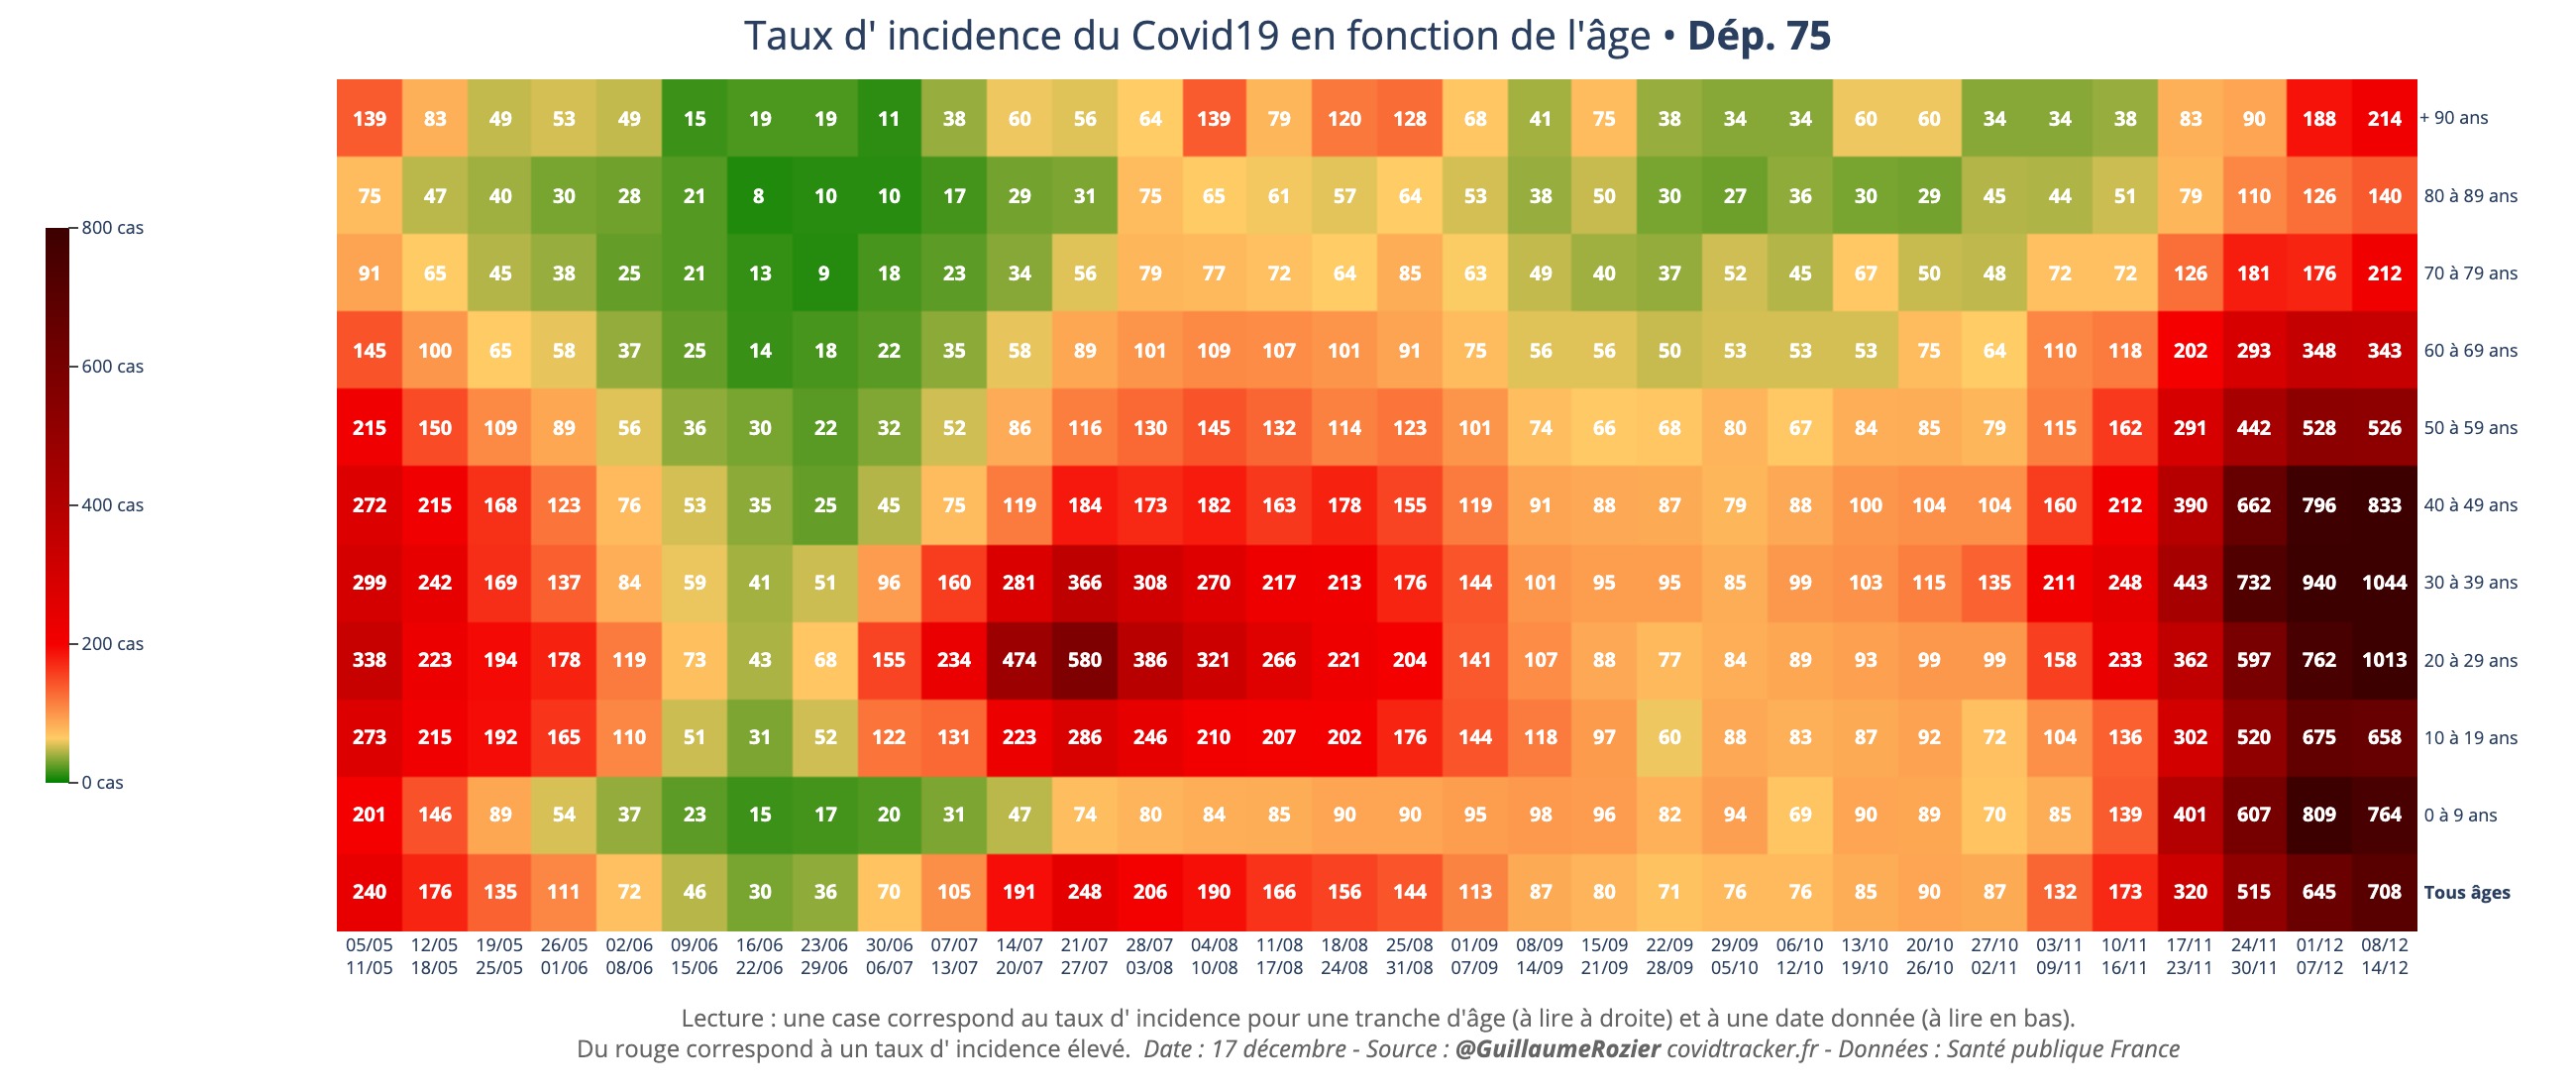 Taux d' incidence du Covid19 en fonction de l'âge • Dép. 75
800 cas
600 cas
400 cas
200 cas
0 cas
139 83 49 53 49 15 19 19 11 38 60 56 64 139 79 120 128 68 41 75 38 34 34 60 60 34 34 38 83 90 188 214 + 90 ans
75 47 40 30 28 21 8 10 10 17 29 31 75 65 61 57 64 53 38 50 30 27 36 30 29 45 44 51 79 110 126 140 80 à 89 ans
91 65 45 38 25 21 13 9 18 23 34 56 79 77 72 64 85 63 49 40 37 52 45 67 50 48 72 72 126 181 176 212 70 à 79 ans
145 100 65 58 37 25 14 18 22 35 58 89 101 109 107 101 91 75 56 56 50 53 53 53 75 64 110 118 202 293 348 343 60 à 69 ans
215 150 109 89 56 36 30 22 32 52 86 116 130 145 132 114 123 101 74 66 68 80 67 84 85 79 115 162 291 442 528 526 50 à 59 ans
272 215 168 123 76 53 35 25 45 75 119 184 173 182 163 178 155 119 91 88 87 79 88 100 104 104 160 212 390 662 796 833 40 à 49 ans
299 242 169 137 84 59 41 51 96 160 281 366 308 270 217 213 176 144 101 95 95 85 99 103 115 135 211 248 443 732 940 1044 30 à 39 ans
338 223 194 178 119 73 43 68 155 234 474 580 386 321 266 221 204 141 107 88 77 84 89 93 99 99 158 233 362 597 762 1013 20 à 29 ans
273 215 192 165 110 51 31 52 122 131 223 286 246 210 207 202 176 144 118 97 60 88 83 87 92 72 104 136 302 520 675 658 10 à 19 ans
201 146 89 54 37 23 15 17 20 31 47 74 80 84 85 90 90 95 98 96 82 94 69 90 89 70 85 139 401 607 809 764 0 à 9 ans
240 176 135 111 72 46 30 36 70 105 191 248 206 190 166 156 144 113 87 80 71 76 76 85 90 87 132 173 320 515 645 708 Tous âges
05/05 12/05 19/05 26/05 02/06 09/06 16/06 23/06 30/06 07/07 14/07 21/07 28/07 04/08 11/08 18/08 25/08 01/09 08/09 15/09 22/09 29/09 06/10 13/10 20/10 27/10 03/11 10/11 17/11 24/11 01/12 08/12
11/05 18/05 25/05 01/06 08/06 15/06 22/06 29/06 06/07 13/07 20/07 27/07 03/08 10/08 17/08 24/08 31/08 07/09 14/09 21/09 28/09 05/10 12/10 19/10 26/10 02/11 09/11 16/11 23/11 30/11 07/12 14/12
Lecture : une case correspond au taux d' incidence pour une tranche d'âge (à lire à droite) et à une date donnée (à lire en bas).
Du rouge correspond à un taux d' incidence élevé. Date : 17 décembre - Source : @GuillaumeRozier covidtracker.fr - Données : Santé publique France